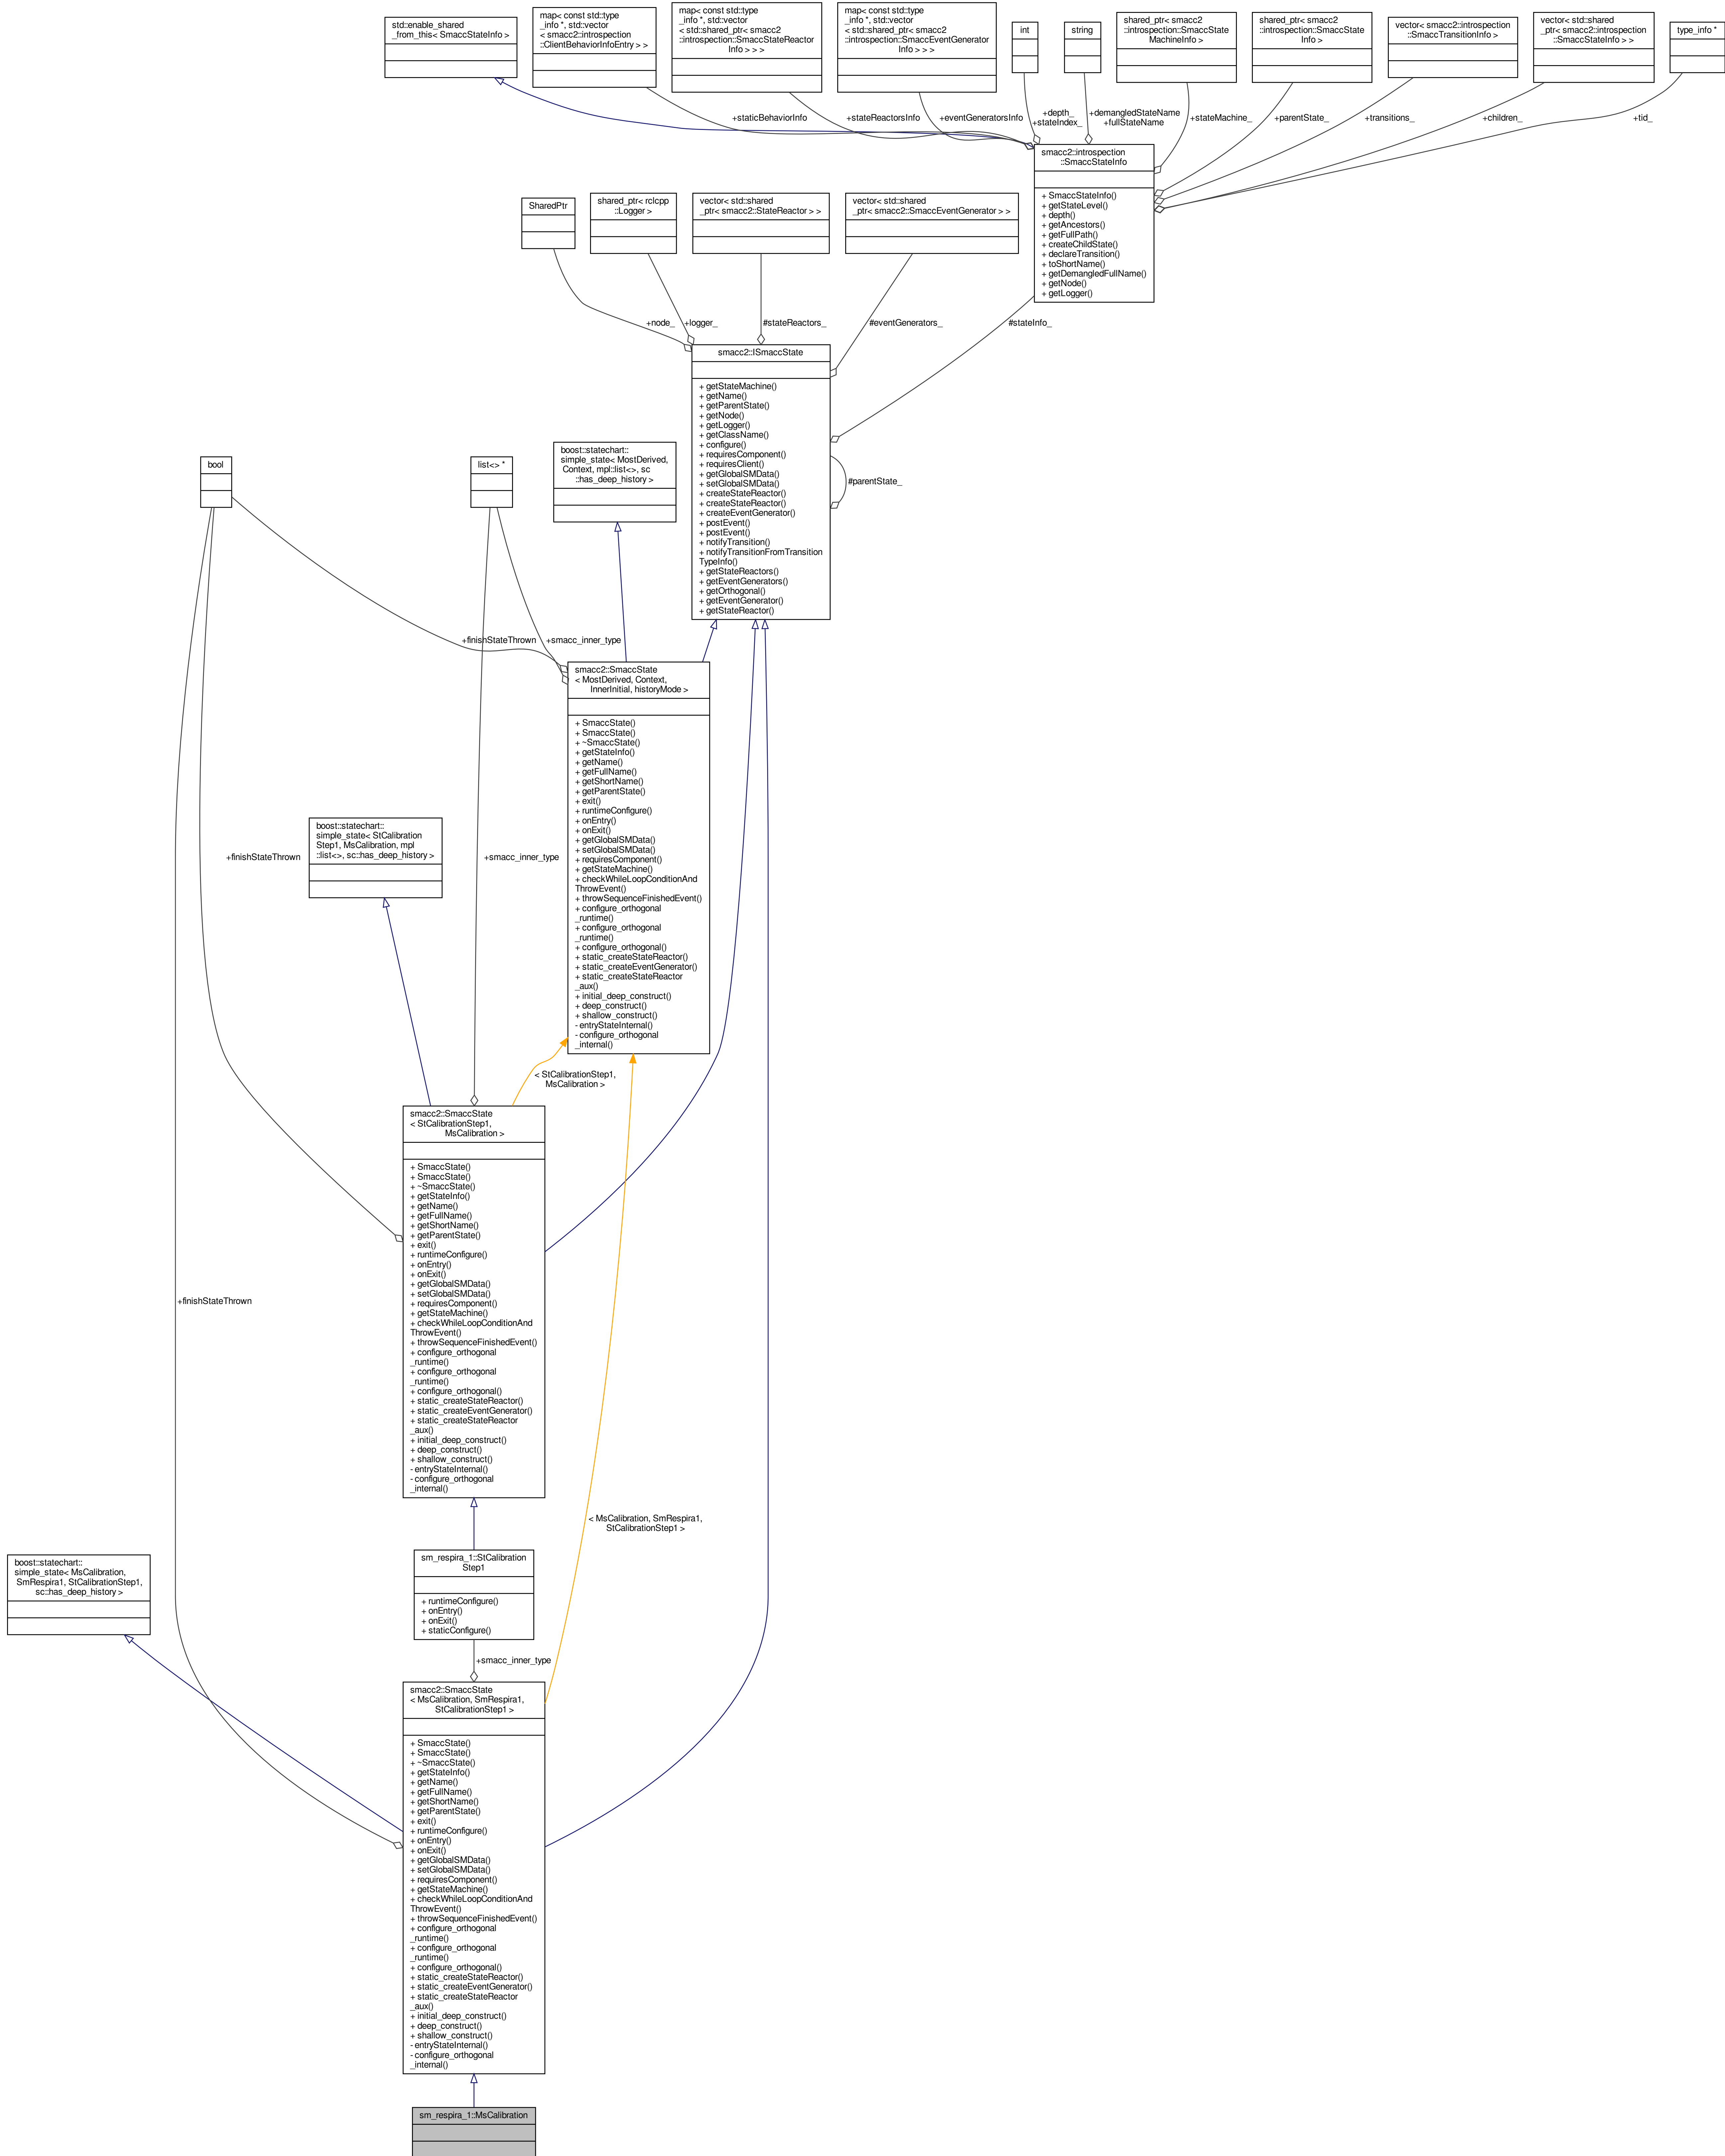 std::enable_shared
_from_this< SmaccStateInfo >
map< const std::type
_info *, std::vector
< smacc2::introspection
::ClientBehaviorInfoEntry > >
map< const std::type
_info *, std::vector
< std::shared_ptr< smacc2
::introspection::SmaccStateReactor
Info > > >
map< const std::type
_info *, std::vector
< std::shared_ptr< smacc2
::introspection::SmaccEventGenerator
Info > > >
int
string
shared_ptr< smacc2
::introspection::SmaccState
MachineInfo >
shared_ptr< smacc2
::introspection::SmaccState
Info >
vector< smacc2::introspection
::SmaccTransitionInfo >
vector< std::shared
_ptr< smacc2::introspection
::SmaccStateInfo > >
type_info *
+staticBehaviorInfo
+stateReactorsInfo
+eventGeneratorsInfo
+depth_
+stateIndex_
+demangledStateName
+fullStateName
+stateMachine_
+parentState_
+transitions_
+children_
+tid_
smacc2::introspection
::SmaccStateInfo
+ SmaccStateInfo()
+ getStateLevel()
+ depth()
+ getAncestors()
+ getFullPath()
+ createChildState()
+ declareTransition()
+ toShortName()
+ getDemangledFullName()
+ getNode()
+ getLogger()
SharedPtr
shared_ptr< rclcpp
::Logger >
vector< std::shared
_ptr< smacc2::StateReactor > >
vector< std::shared
_ptr< smacc2::SmaccEventGenerator > >
+node_
+logger_
#stateReactors_
#eventGenerators_
#stateInfo_
smacc2::ISmaccState
+ getStateMachine()
+ getName()
+ getParentState()
+ getNode()
+ getLogger()
+ getClassName()
+ configure()
+ requiresComponent()
+ requiresClient()
+ getGlobalSMData()
+ setGlobalSMData()
+ createStateReactor()
+ createStateReactor()
+ createEventGenerator()
+ postEvent()
+ postEvent()
+ notifyTransition()
+ notifyTransitionFromTransition
TypeInfo()
+ getStateReactors()
+ getEventGenerators()
+ getOrthogonal()
+ getEventGenerator()
+ getStateReactor()
#parentState_
bool
list<> *
boost::statechart::
simple_state< MostDerived,
Context, mpl::list<>, sc
::has_deep_history >
+finishStateThrown
+smacc_inner_type
smacc2::SmaccState
< MostDerived, Context,
InnerInitial, historyMode >
+ SmaccState()
+ SmaccState()
+ ~SmaccState()
+ getStateInfo()
+ getName()
+ getFullName()
+ getShortName()
+ getParentState()
+ exit()
+ runtimeConfigure()
+ onEntry()
+ onExit()
+ getGlobalSMData()
+ setGlobalSMData()
+ requiresComponent()
+ getStateMachine()
+ checkWhileLoopConditionAnd
ThrowEvent()
+ throwSequenceFinishedEvent()
+ configure_orthogonal
_runtime()
+ configure_orthogonal
_runtime()
+ configure_orthogonal()
+ static_createStateReactor()
+ static_createEventGenerator()
+ static_createStateReactor
_aux()
+ initial_deep_construct()
+ deep_construct()
+ shallow_construct()
- entryStateInternal()
- configure_orthogonal
_internal()
boost::statechart::
simple_state< StCalibration
Step1, MsCalibration, mpl
::list<>, sc::has_deep_history >
+finishStateThrown
+smacc_inner_type
< StCalibrationStep1,
MsCalibration >
smacc2::SmaccState
< StCalibrationStep1,
MsCalibration >
+ SmaccState()
+ SmaccState()
+ ~SmaccState()
+ getStateInfo()
+ getName()
+ getFullName()
+ getShortName()
+ getParentState()
+ exit()
+ runtimeConfigure()
+ onEntry()
+ onExit()
+ getGlobalSMData()
+ setGlobalSMData()
+ requiresComponent()
+ getStateMachine()
+ checkWhileLoopConditionAnd
ThrowEvent()
+ throwSequenceFinishedEvent()
+ configure_orthogonal
_runtime()
+ configure_orthogonal
_runtime()
+ configure_orthogonal()
+ static_createStateReactor()
+ static_createEventGenerator()
+ static_createStateReactor
_aux()
+ initial_deep_construct()
+ deep_construct()
+ shallow_construct()
- entryStateInternal()
- configure_orthogonal
_internal()
+finishStateThrown
< MsCalibration, SmRespira1,
StCalibrationStep1 >
boost::statechart::
simple_state< MsCalibration,
SmRespira1, StCalibrationStep1,
sc::has_deep_history >
sm_respira_1::StCalibration
Step1
+ runtimeConfigure()
+ onEntry()
+ onExit()
+ staticConfigure()
+smacc_inner_type
smacc2::SmaccState
< MsCalibration, SmRespira1,
StCalibrationStep1 >
+ SmaccState()
+ SmaccState()
+ ~SmaccState()
+ getStateInfo()
+ getName()
+ getFullName()
+ getShortName()
+ getParentState()
+ exit()
+ runtimeConfigure()
+ onEntry()
+ onExit()
+ getGlobalSMData()
+ setGlobalSMData()
+ requiresComponent()
+ getStateMachine()
+ checkWhileLoopConditionAnd
ThrowEvent()
+ throwSequenceFinishedEvent()
+ configure_orthogonal
_runtime()
+ configure_orthogonal
_runtime()
+ configure_orthogonal()
+ static_createStateReactor()
+ static_createEventGenerator()
+ static_createStateReactor
_aux()
+ initial_deep_construct()
+ deep_construct()
+ shallow_construct()
- entryStateInternal()
- configure_orthogonal
_internal()
sm_respira_1::MsCalibration